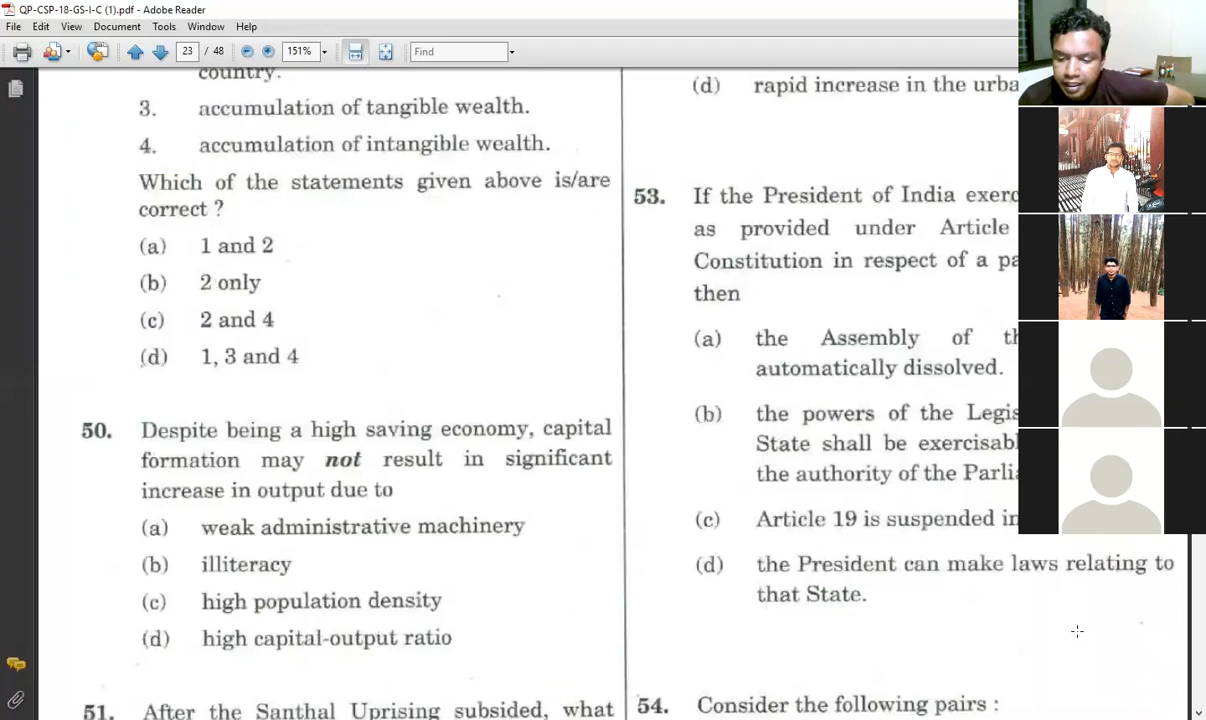 QP-CSP-18-GS-I-C (1).pdf - Adobe Reader
File Edit View Document Tools Window Help
23 / 48 151% Find
country.
3. accumulation of tangible wealth.
4. accumulation of intangible wealth.
Which of the statements given above is/are
correct ?
(a) 1 and 2
(b) 2 only
(c) 2 and 4
(d) 1, 3 and 4
50. Despite being a high saving economy, capital
formation may not result in significant
increase in output due to
(a) weak administrative machinery
(b) illiteracy
(c) high population density
(d) high capital-output ratio
51. After the Santhal Uprising subsided, what
(d) rapid increase in the urba
53. If the President of India exerc
as provided under Article
Constitution in respect of a pa
then
(a) the Assembly of th
automatically dissolved.
(b) the powers of the Legis
State shall be exercisabl
the authority of the Parli
(c) Article 19 is suspended in
(d) the President can make laws relating to
that State.
54. Consider the following pairs :